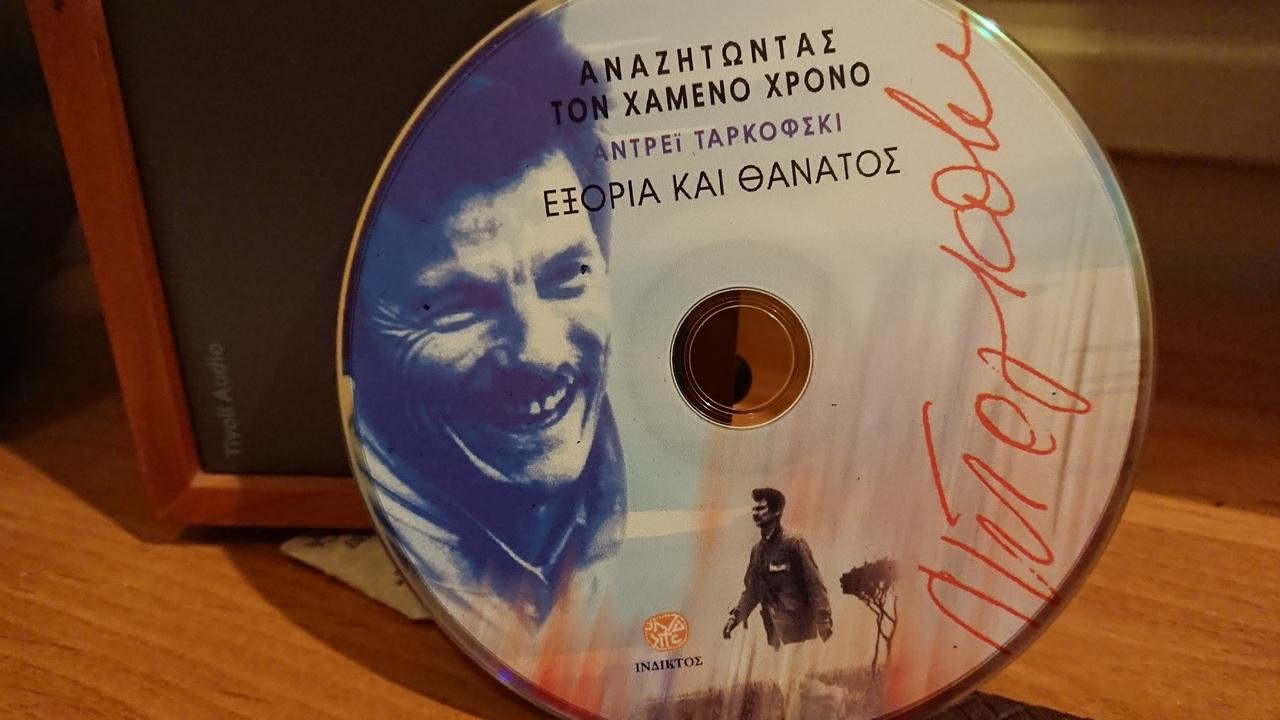 ΑΝΑΖΗΤΩΝΤΑΣ
ΤΟΝ ΧΑΜΕΝΟ ΧΡΟΝΟ
ΑΝΤΡΕΪ ΤΑΡΚΟΦΣΚΙ
ΕΞΟΡΙΑ ΚΑΙ ΘΑΝΑΤΟΣ
ΙΝΔΙΚΤΟΣ
Tivoli Audio